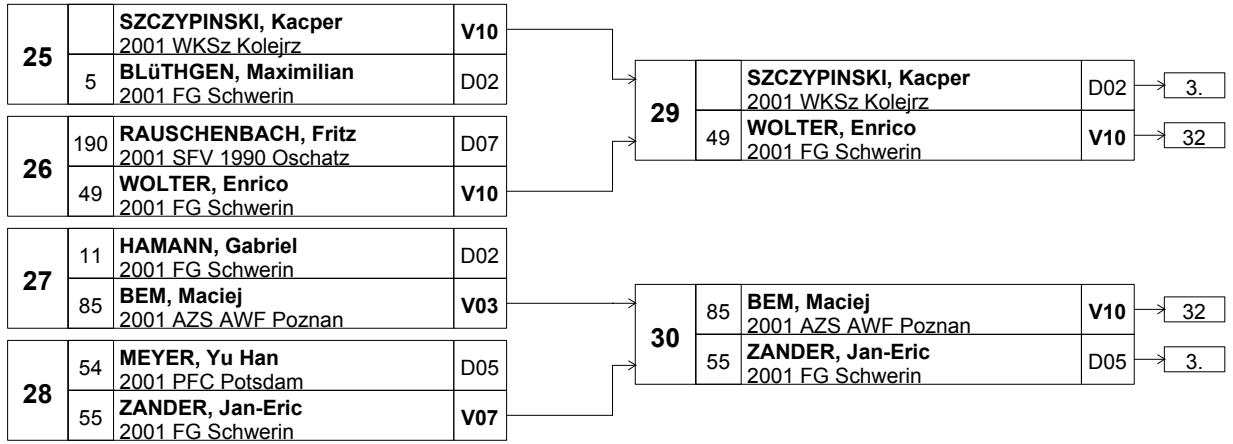 25
SZCZYPINSKI, Kacper
2001 WKSz Kolejrz
V10
5
BLüTHGEN, Maximilian
2001 FG Schwerin
D02
26
190
RAUSCHENBACH, Fritz
2001 SFV 1990 Oschatz
D07
49
WOLTER, Enrico
2001 FG Schwerin
V10
27
11
HAMANN, Gabriel
2001 FG Schwerin
D02
85
BEM, Maciej
2001 AZS AWF Poznan
V03
28
54
MEYER, Yu Han
2001 PFC Potsdam
D05
55
ZANDER, Jan-Eric
2001 FG Schwerin
V07
29
SZCZYPINSKI, Kacper
2001 WKSz Kolejrz
D02
3.
49
WOLTER, Enrico
2001 FG Schwerin
V10
32
30
85
BEM, Maciej
2001 AZS AWF Poznan
V10
32
55
ZANDER, Jan-Eric
2001 FG Schwerin
D05
3.